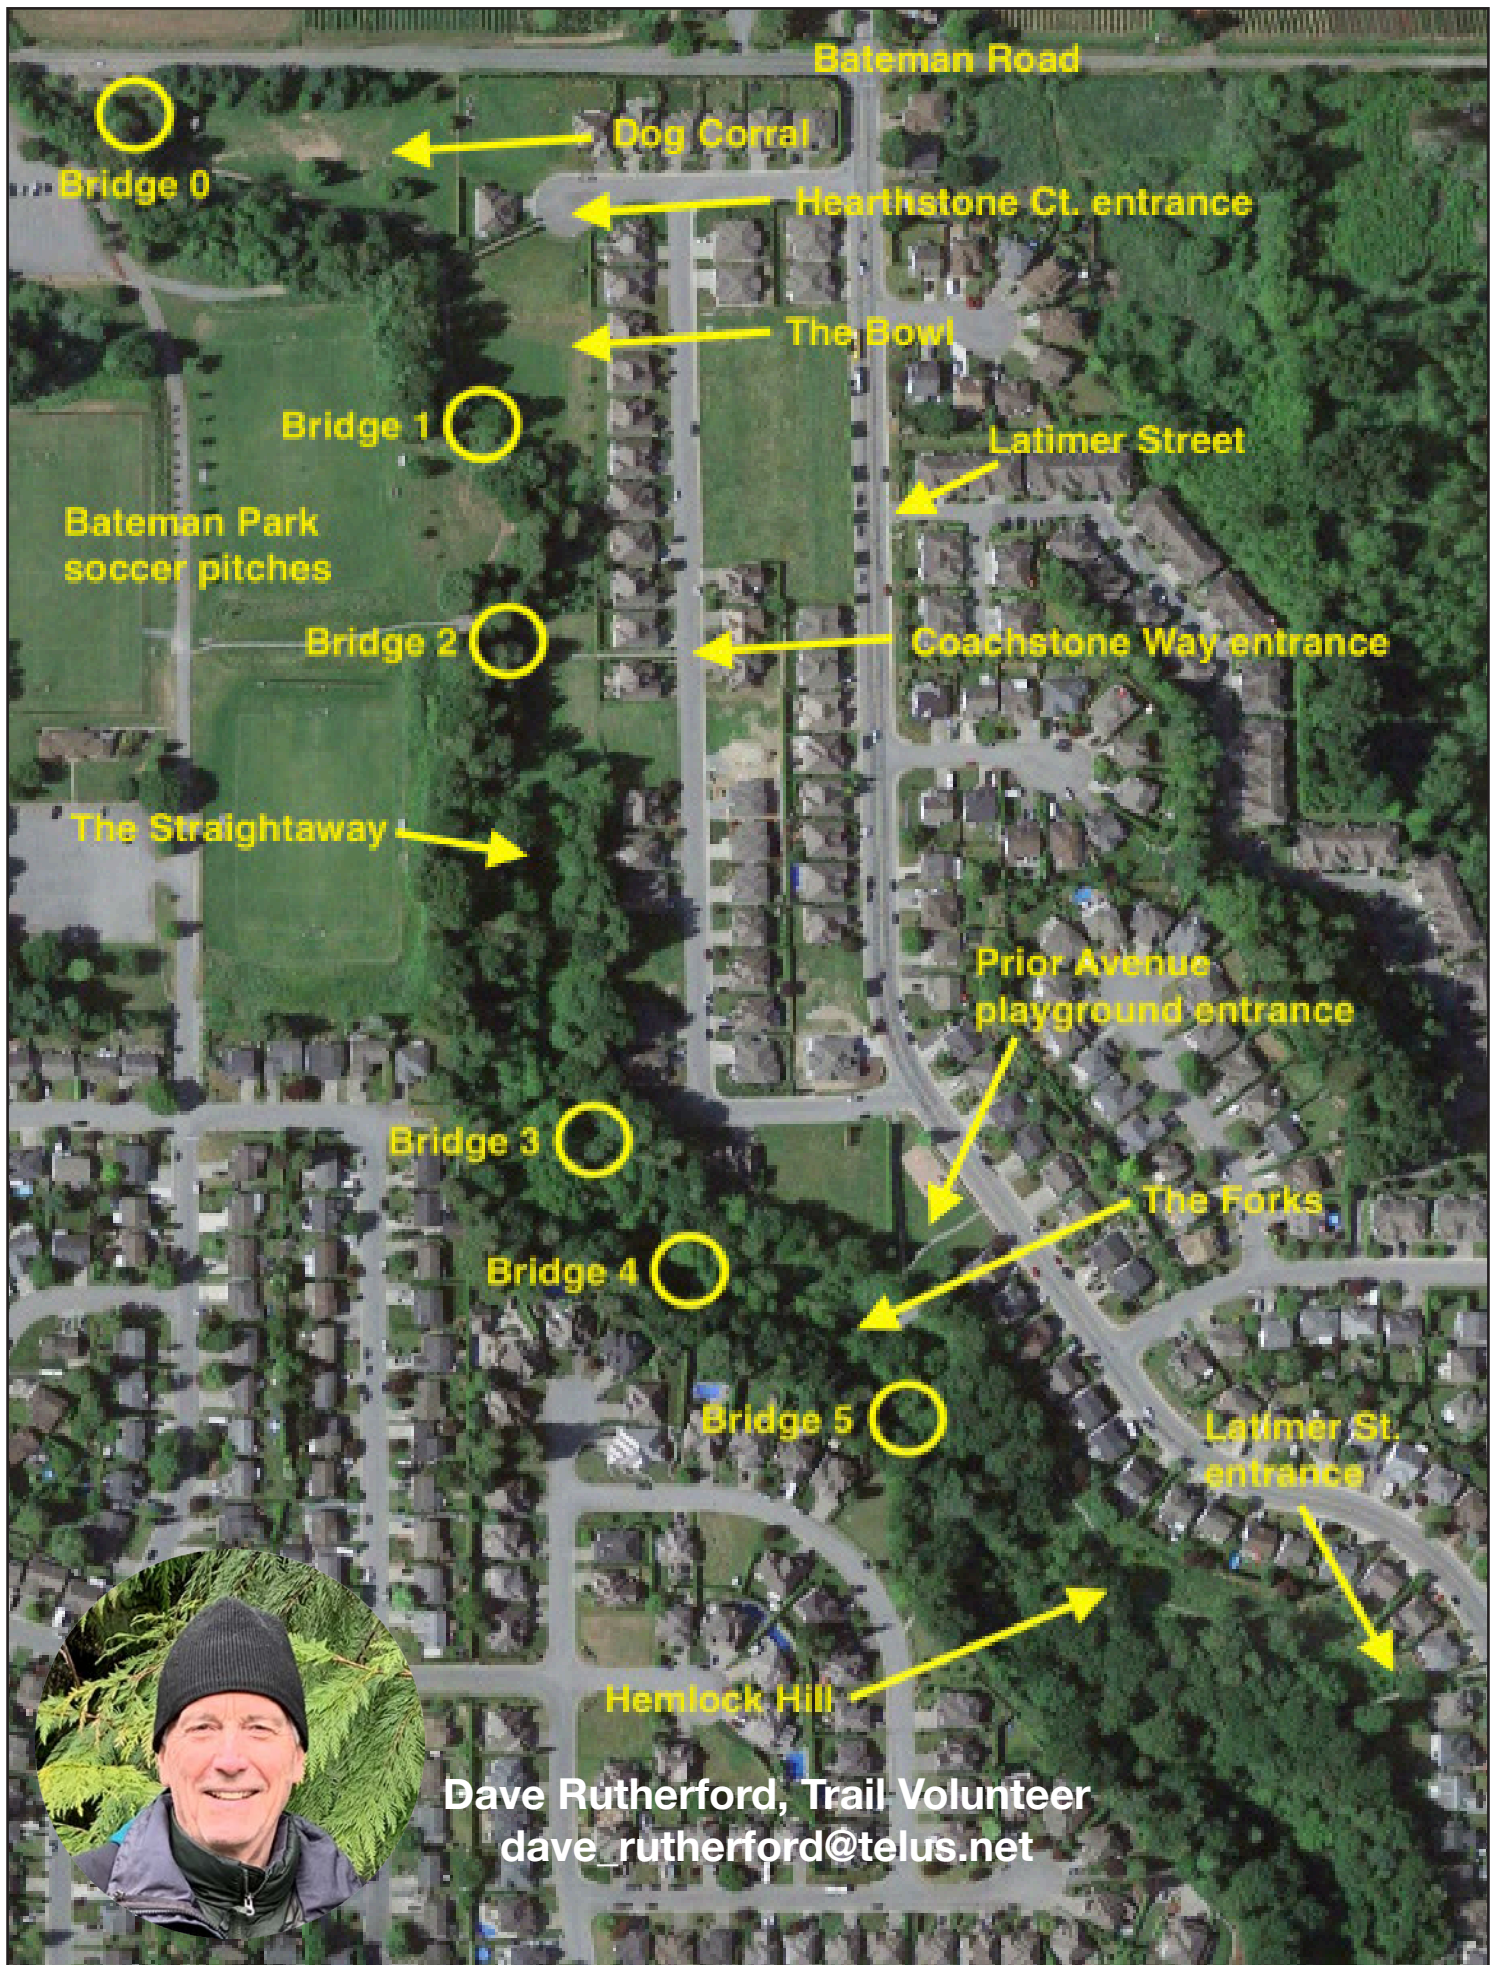 Bateman Road
Dog Corral
Bridge 0
Hearthstone Ct. entrance
The Bowl
Bridge 1
Latimer Street
Bateman Park
soccer pitches
Bridge 2
Coachstone Way entrance
The Straightaway
Prior Avenue
playground entrance
Bridge 3
The Forks
Bridge 4
Bridge 5
Latimer St.
entrance
Hemlock Hill
Dave Rutherford, Trail Volunteer
dave_rutherford@telus.net